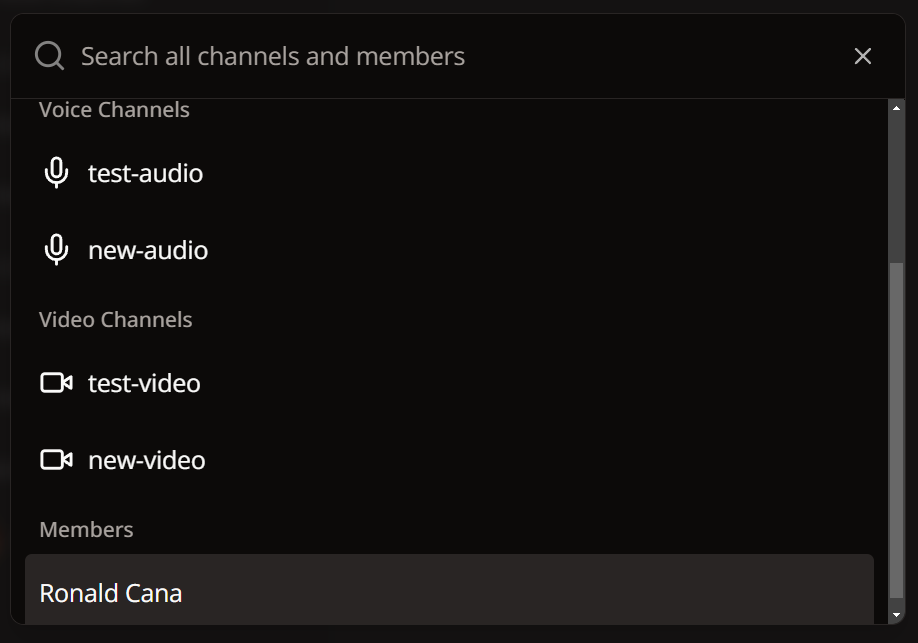 Search all channels and members
Voice Channels
test-audio
new-audio
Video Channels
test-video
new-video
Members
Ronald Cana